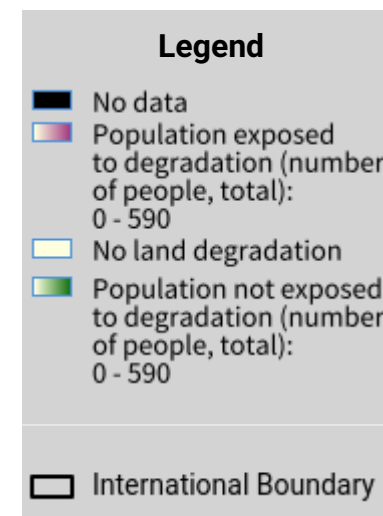 Legend
No data
Population exposed
to degradation (number
of people, total):
0 - 590
No land degradation
Population not exposed
to degradation (number
of people, total):
0 - 590
International Boundary